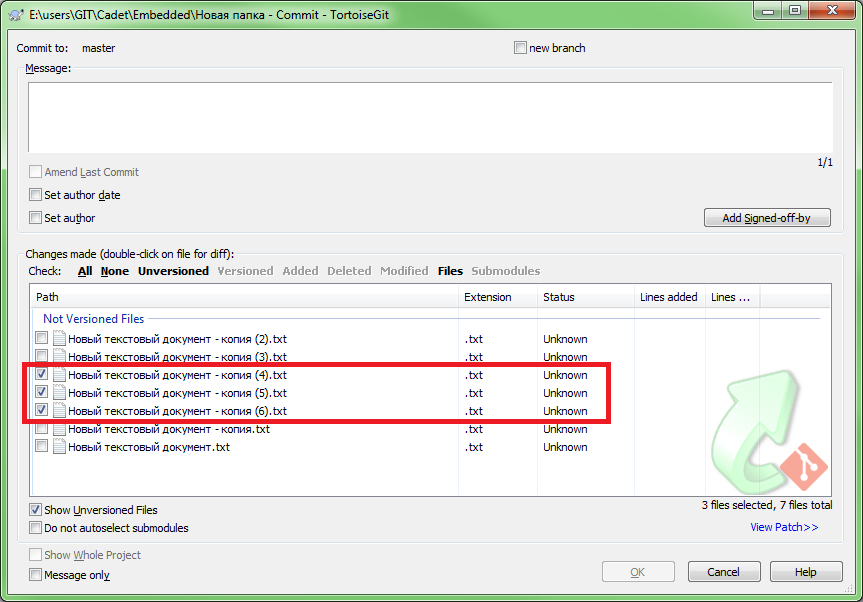 E:\users\GIT\Cadet\Embedded\Новая папка - Commit - TortoiseGit
Commit to: master new branch
Message:
1/1
Amend Last Commit
Set author date
Set author Add Signed-off-by
Changes made (double-click on file for diff):
Check: All None Unversioned Versioned Added Deleted Modified Files Submodules
Path Extension Status Lines added Lines ...
Not Versioned Files
Новый текстовый документ - копия (2).txt .txt Unknown
Новый текстовый документ - копия (3).txt .txt Unknown
Новый текстовый документ - копия (4).txt .txt Unknown
Новый текстовый документ - копия (5).txt .txt Unknown
Новый текстовый документ - копия (6).txt .txt Unknown
Новый текстовый документ - копия.txt .txt Unknown
Новый текстовый документ.txt .txt Unknown
Show Unversioned Files 3 files selected, 7 files total
Do not autoselect submodules View Patch>>
Show Whole Project
Message only OK Cancel Help